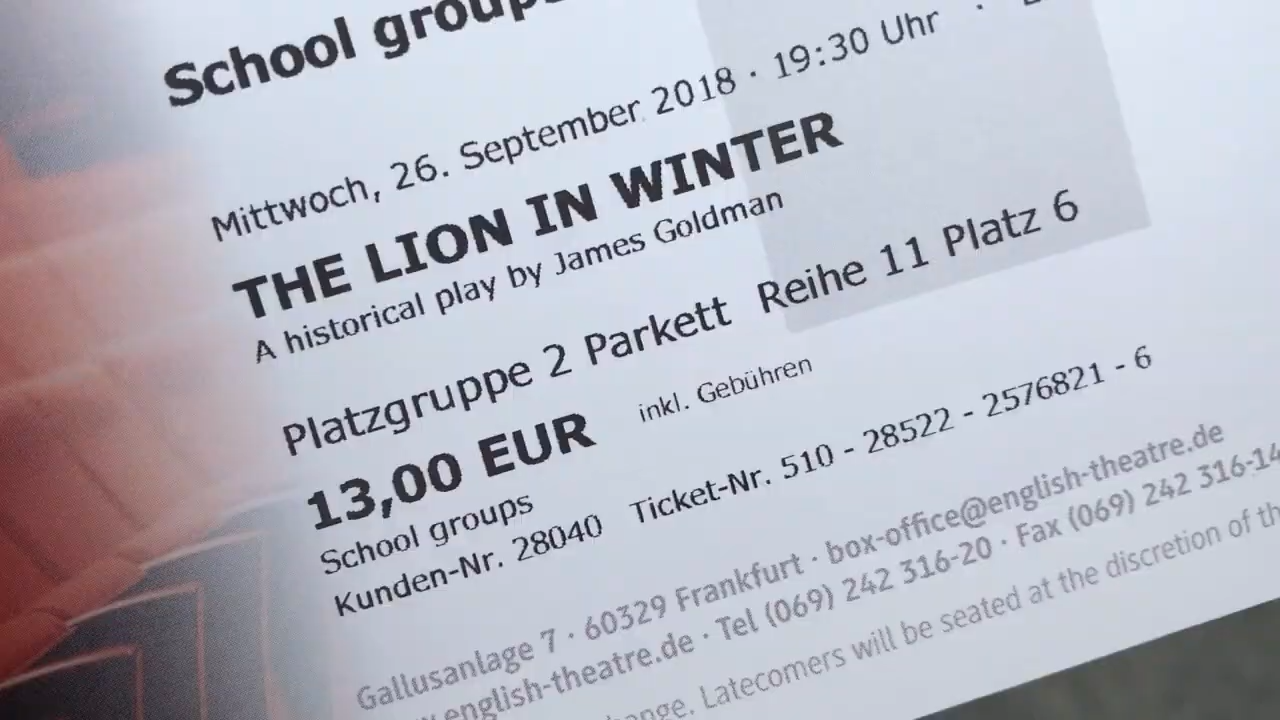 School groups
Mittwoch, 26. September 2018 · 19:30 Uhr ·
THE LION IN WINTER
A historical play by James Goldman
Platzgruppe 2 Parkett Reihe 11 Platz 6
13,00 EUR inkl. Gebühren
School groups
Kunden-Nr. 28040 Ticket-Nr. 510 - 28522 - 2576821 - 6
Gallusanlage 7 · 60329 Frankfurt · box-office@english-theatre.de
english-theatre.de · Tel (069) 242 316-20 · Fax (069) 242 316-14
Latecomers will be seated at the discretion of